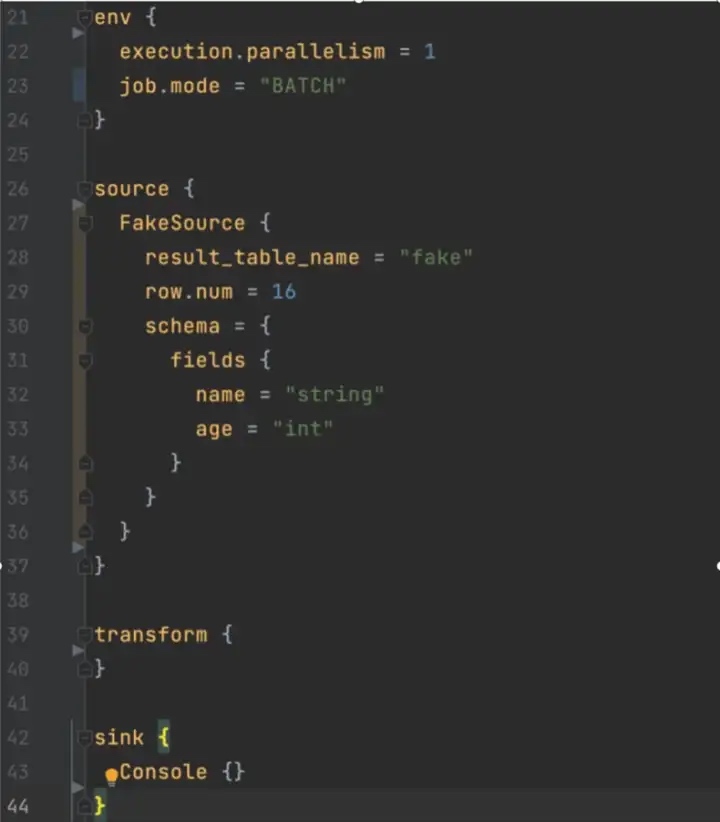 21 env {
22   execution.parallelism = 1
23   job.mode = "BATCH"
24 }
25
26 source {
27   FakeSource {
28     result_table_name = "fake"
29     row.num = 16
30     schema = {
31       fields {
32         name = "string"
33         age = "int"
34       }
35     }
36   }
37 }
38
39 transform {
40 }
41
42 sink {
43   Console {}
44 }